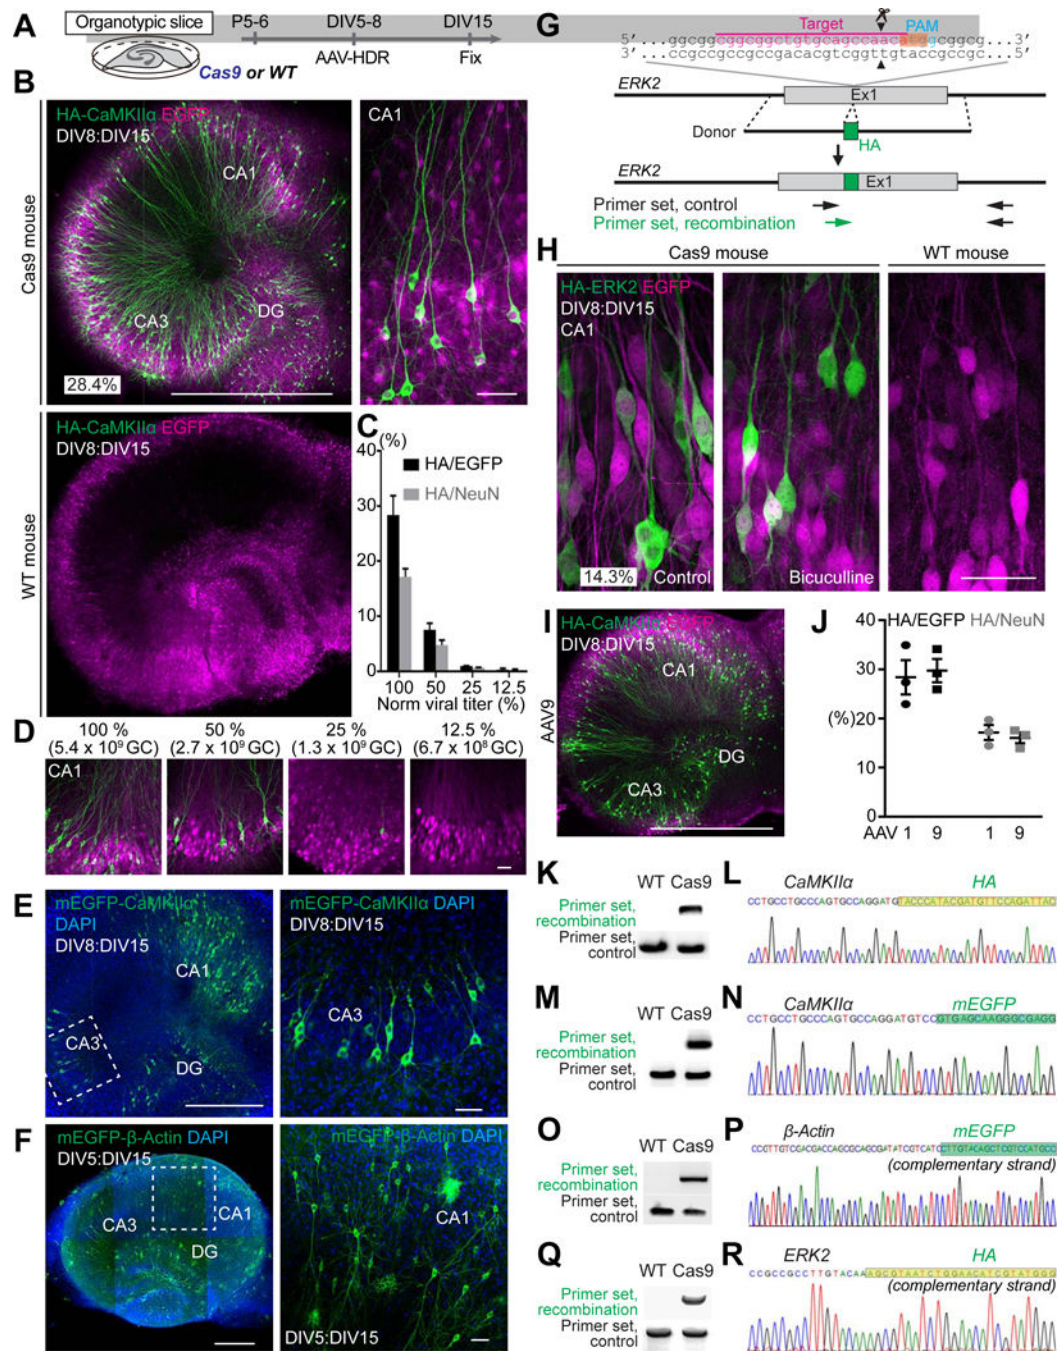 A
Organotypic slice
P5-6
DIV5-8
DIV15
AAV-HDR
Fix
Cas9 or WT
B
Cas9 mouse
HA-CaMKIIα EGFP
DIV8:DIV15
CA1
CA3
DG
28.4%
CA1
WT mouse
HA-CaMKIIα EGFP
DIV8:DIV15
C
(%)
40
30
20
10
0
HA/EGFP
HA/NeuN
100
50
25
12.5
Norm viral titer (%)
D
100 %
(5.4 x 10⁹ GC)
50 %
(2.7 x 10⁹ GC)
25 %
(1.3 x 10⁹ GC)
12.5 %
(6.7 x 10⁸ GC)
CA1
E
mEGFP-CaMKIIα
DAPI
DIV8:DIV15
CA1
CA3
DG
mEGFP-CaMKIIα DAPI
DIV8:DIV15
CA3
F
mEGFP-β-Actin DAPI
DIV5:DIV15
CA3
CA1
DG
mEGFP-β-Actin DAPI
CA1
DIV5:DIV15
G
Target
PAM
5'...ggcggcggcggctgtgcagccaacatggcggcg...3'
3'...ccgccgccgccgacacgtcggttgtaccgccgc...5'
ERK2
Ex1
Donor
HA
ERK2
Ex1
Primer set, control
Primer set, recombination
H
Cas9 mouse
WT mouse
HA-ERK2 EGFP
DIV8:DIV15
CA1
14.3%
Control
Bicuculline
I
AAV9
HA-CaMKIIα EGFP
DIV8:DIV15
CA1
DG
CA3
J
HA/EGFP
HA/NeuN
40
30
(%)
20
10
0
AAV 1 9 1 9
K
WT Cas9
Primer set,
recombination
Primer set,
control
L
CaMKIIα
HA
CCTGCCTGCCCAGTGCCAGGATGTACCCATACGATGTTCCAGATTAC
M
WT Cas9
Primer set,
recombination
Primer set,
control
N
CaMKIIα
mEGFP
CCTGCCTGCCCAGTGCCAGGATGTCCGTGAGCAAGGGCGAGG
O
WT Cas9
Primer set,
recombination
Primer set,
control
P
β-Actin
mEGFP
(complementary strand)
Q
WT Cas9
Primer set,
recombination
Primer set,
control
R
ERK2
HA
CCGCCGCCTTGTACAAAGCGTAATCTGGAACATCGTATGGG
(complementary strand)